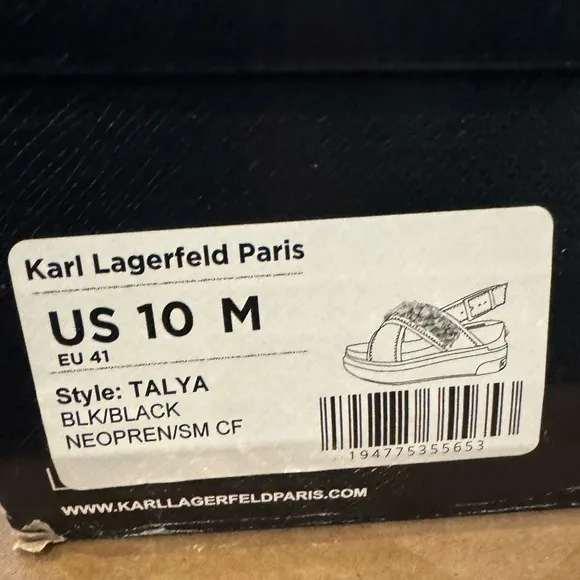 Karl Lagerfeld Paris
US 10 M
EU 41
Style: TALYA
BLK/BLACK
NEOPREN/SM CF
194775355653
WWW.KARLLAGERFELDPARIS.COM